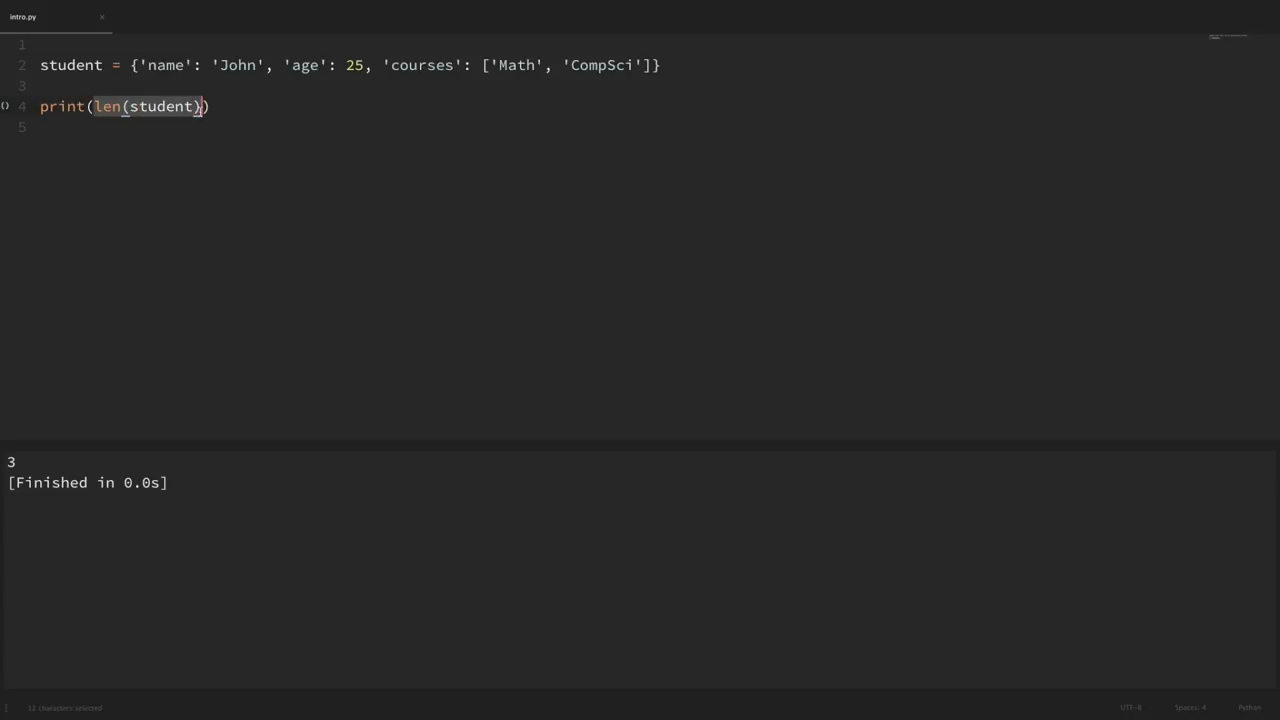 intro.py ×
1
2 student = {'name': 'John', 'age': 25, 'courses': ['Math', 'CompSci']}
3
() 4 print(len(student))
5
3
[Finished in 0.0s]
12 characters selected UTF-8 Spaces: 4 Python